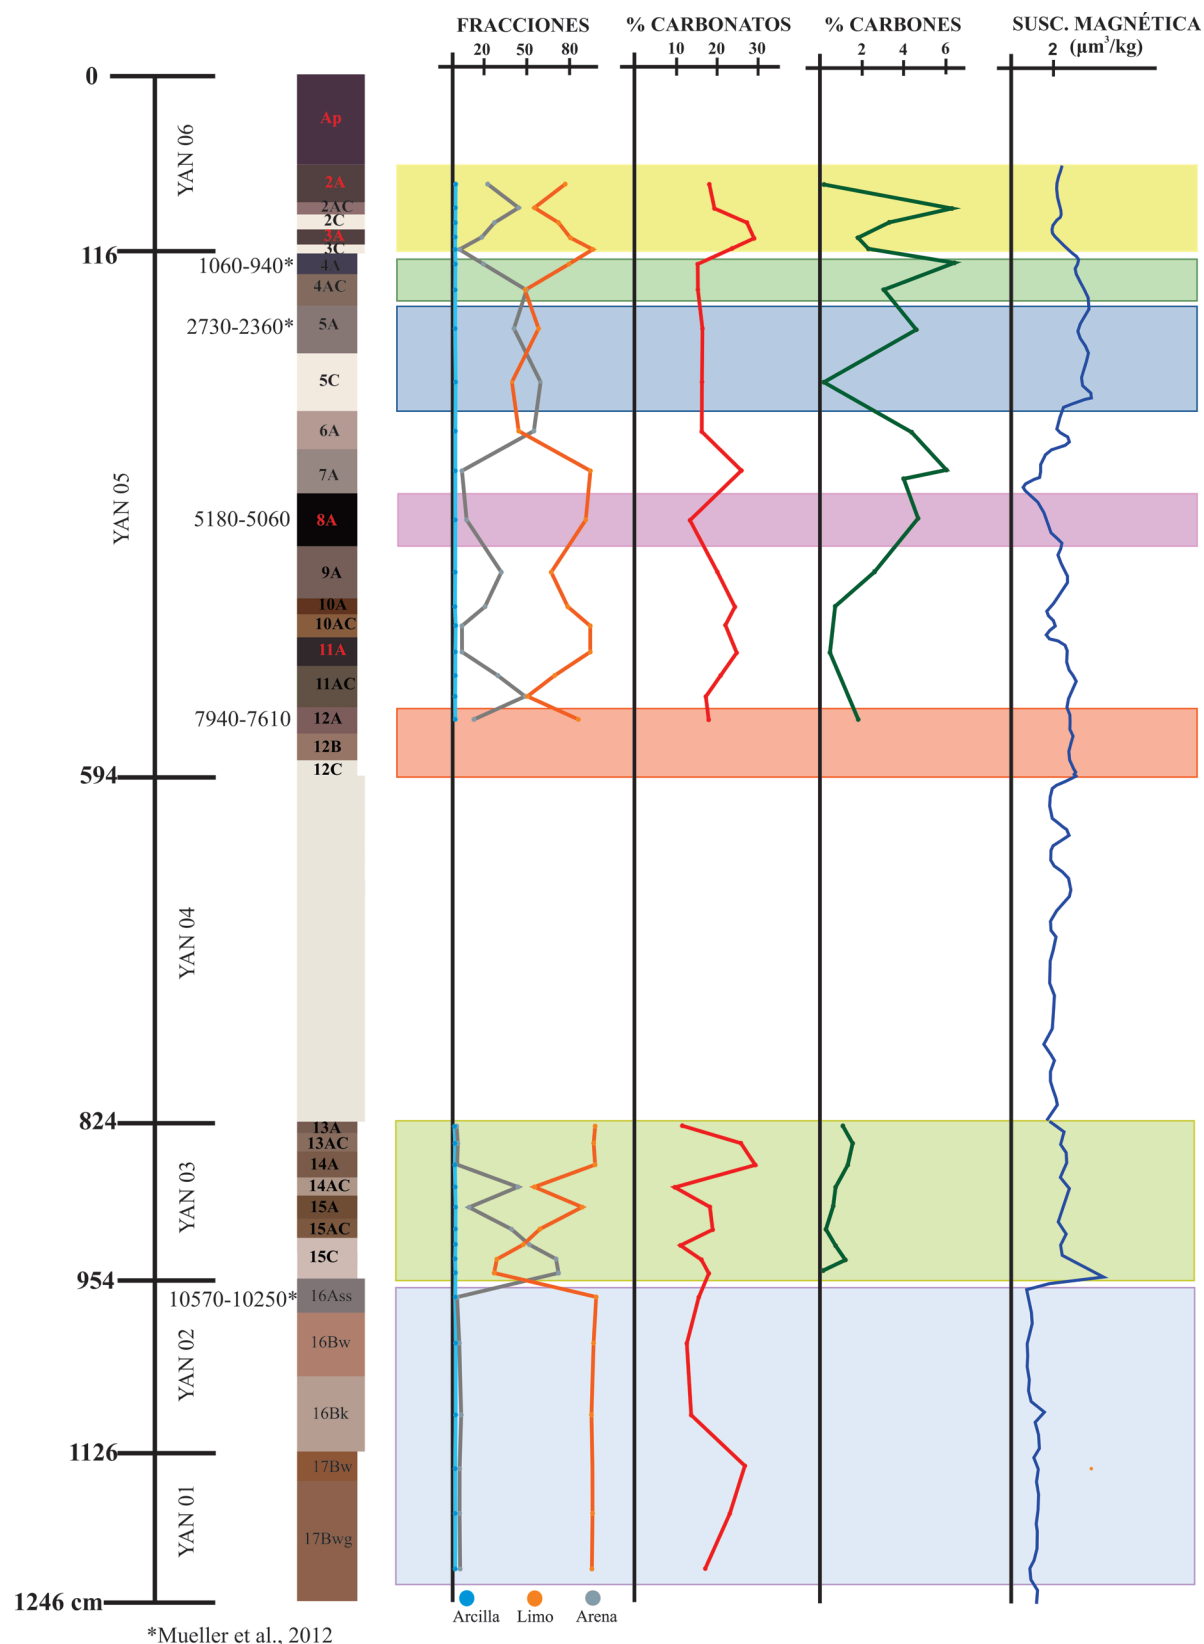 FRACCIONES % CARBONATOS % CARBONES SUSC. MAGNÉTICA
(µm³/kg)
20 50 80 10 20 30 2 4 6 2
0
YAN 06
Ap
2A
2AC
2C
3A
3C
116
1060-940*
4A
4AC
2730-2360*
5A
5C
6A
7A
YAN 05
5180-5060
8A
9A
10A
10AC
11A
11AC
7940-7610
12A
12B
12C
594
YAN 04
824
13A
13AC
14A
14AC
YAN 03
15A
15AC
15C
954
10570-10250*
16Ass
YAN 02
16Bw
16Bk
1126
17Bw
YAN 01
17Bwg
1246 cm
Arcilla Limo Arena
*Mueller et al., 2012